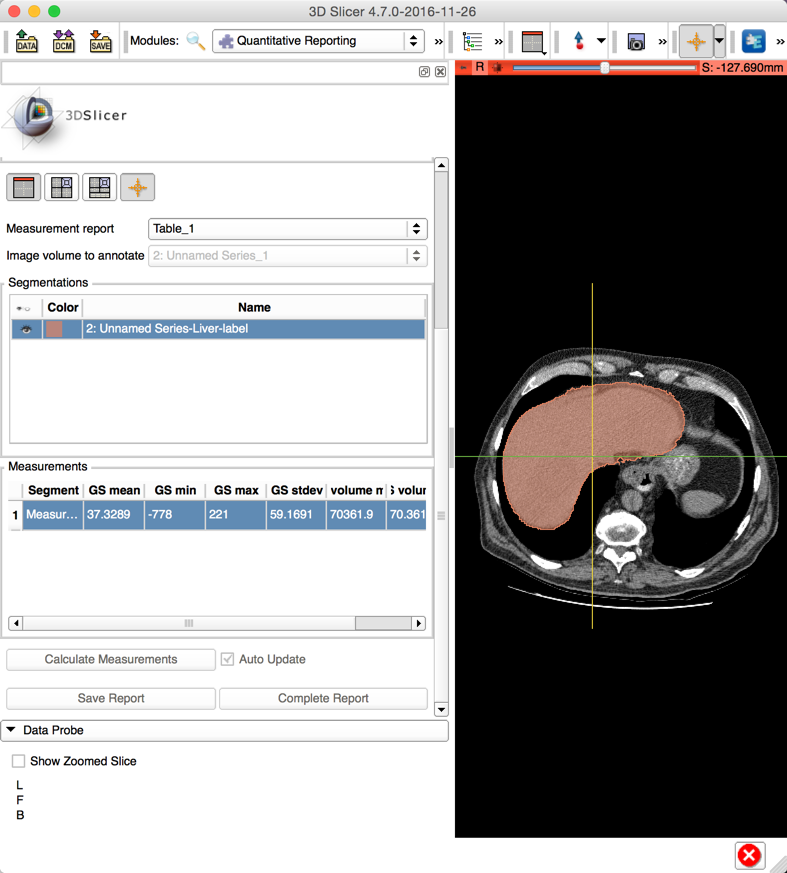 3D Slicer 4.7.0-2016-11-26
DATA DCM SAVE Modules: Quantitative Reporting » » » »
R S: -127.690mm
3DSlicer
Measurement report Table_1
Image volume to annotate 2: Unnamed Series_1
Segmentations
Color Name
2: Unnamed Series-Liver-label
Measurements
Segment GS mean GS min GS max GS stdev volume m S volur
1 Measur... 37.3289 -778 221 59.1691 70361.9 70.361
Calculate Measurements Auto Update
Save Report Complete Report
Data Probe
Show Zoomed Slice
L
F
B